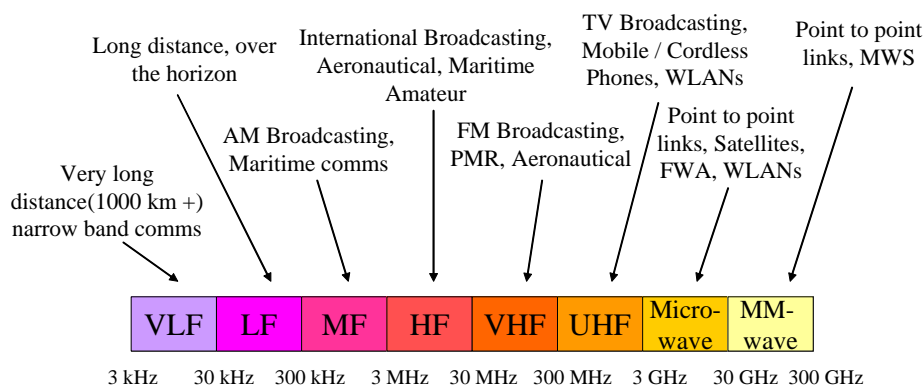 Long distance, over
the horizon
International Broadcasting,
Aeronautical, Maritime
Amateur
TV Broadcasting,
Mobile / Cordless
Phones, WLANs
Point to point
links, MWS
Very long
distance(1000 km +)
narrow band comms
AM Broadcasting,
Maritime comms
FM Broadcasting,
PMR, Aeronautical
Point to point
links, Satellites,
FWA, WLANs
VLF
LF
MF
HF
VHF
UHF
Micro-
wave
MM-
wave
3 kHz 30 kHz 300 kHz 3 MHz 30 MHz 300 MHz 3 GHz 30 GHz 300 GHz